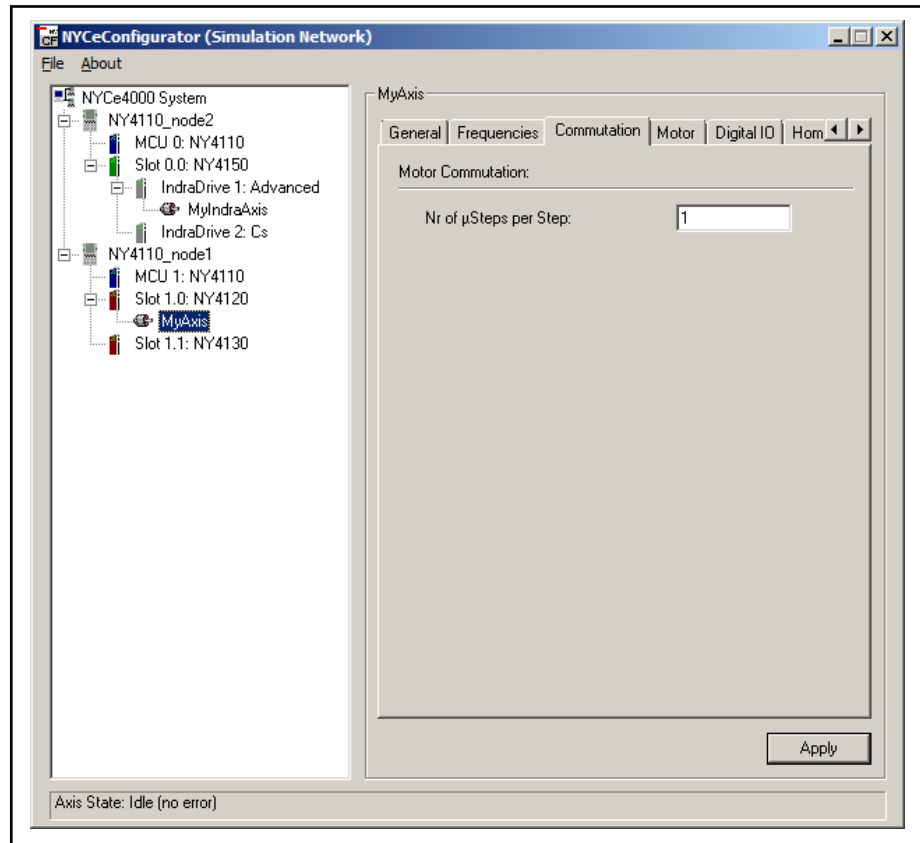 NYCeConfigurator (Simulation Network)
File About
NYCe4000 System
NY4110_node2
MCU 0: NY4110
Slot 0.0: NY4150
IndraDrive 1: Advanced
MyIndraAxis
IndraDrive 2: Cs
NY4110_node1
MCU 1: NY4110
Slot 1.0: NY4120
MyAxis
Slot 1.1: NY4130
MyAxis
General Frequencies Commutation Motor Digital IO Hom
Motor Commutation:
Nr of µSteps per Step: 1
Apply
Axis State: Idle (no error)